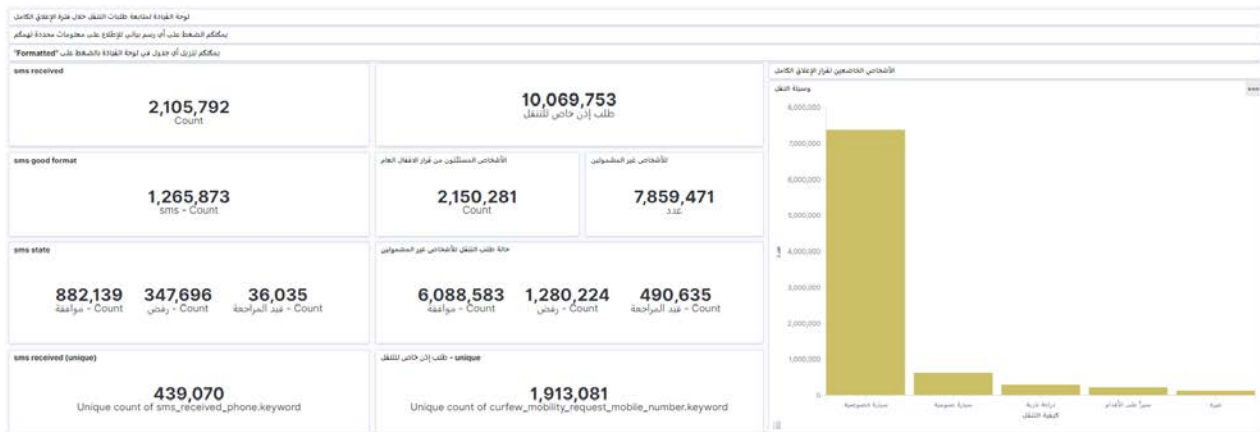 لوحة القيادة لمتابعة طلبات التنقل خلال فترة الإغلاق الكامل
يمكنكم الضغط على أي رسم بياني للإطلاع على معلومات محددة تهمكم
يمكنكم تنزيل أي جدول في لوحة القيادة بالضغط على "Formatted"
sms received
2,105,792
Count
10,069,753
طلب إذن خاص للتنقل
sms good format
1,265,873
sms - Count
الأشخاص المستثنون من قرار الاقفال العام
2,150,281
Count
للأشخاص غير المشمولين
7,859,471
عدد
sms state
882,139 347,696 36,035
موافقة - Count رفض - Count قيد المراجعة - Count
حالة طلب التنقل للأشخاص غير المشمولين
6,088,583 1,280,224 490,635
موافقة - Count رفض - Count قيد المراجعة - Count
sms received (unique)
439,070
Unique count of sms_received_phone.keyword
طلب إذن خاص للتنقل - unique
1,913,081
Unique count of curfew_mobility_request_mobile_number.keyword
الأشخاص الخاضعين لقرار الإغلاق الكامل
وسيلة النقل
8,000,000
7,000,000
6,000,000
5,000,000
4,000,000
3,000,000
2,000,000
1,000,000
0
عدد
سيارة خصوصية سيارة عمومية دراجة نارية سيراً على الأقدام غيره
كيفية التنقل